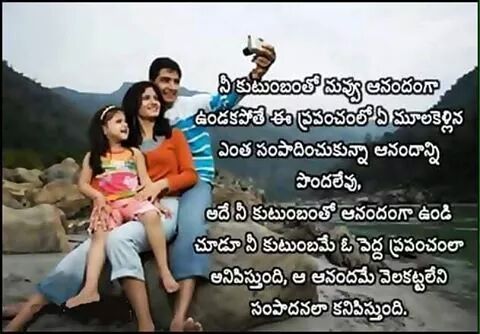 నీ కుటుంబంతో నువ్వు ఆనందంగా
ఉండకపోతే ఈ ప్రపంచంలో ఏ మూలకెళ్లిన
ఎంత సంపాదించుకున్నా ఆనందాన్ని
పొందలేవు,
అదే నీ కుటుంబంతో ఆనందంగా ఉండి
చూడూ నీ కుటుంబమే ఓ పెద్ద ప్రపంచంలా
అనిపిస్తుంది, ఆ ఆనందమే వెలకట్టలేని
సంపాదనలా కనిపిస్తుంది.